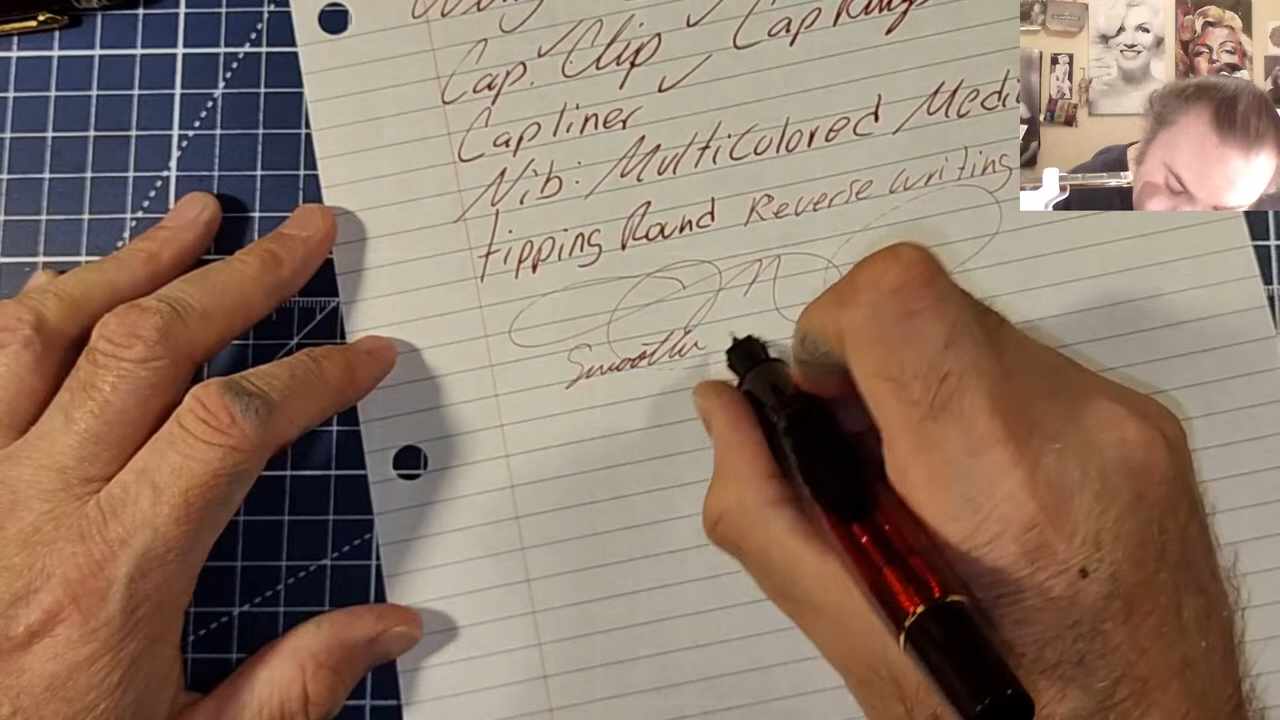 Cap. Clip Cap Rings
Capliner
Nib: Multicolored Medi
tipping Round Reverse writing
Smooth